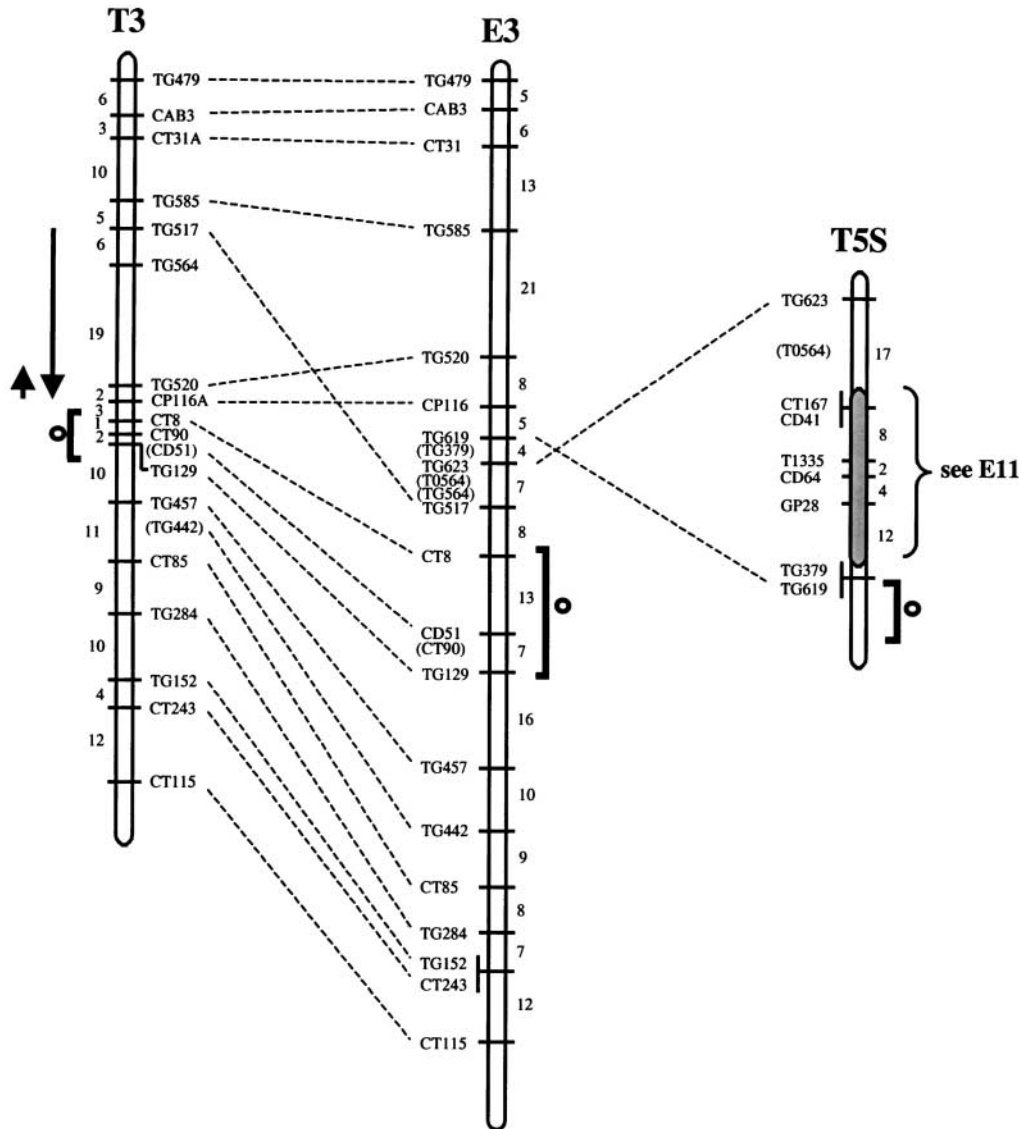 T3
TG479
6
CAB3
3
CT31A
10
TG585
5
TG517
6
TG564
19
TG520
2
CP116A
3
CT8
1
CT90
2
(CD51)
TG129
10
TG457
(TG442)
11
CT85
9
TG284
10
TG152
4
CT243
12
CT115
E3
TG479
5
CAB3
6
CT31
13
TG585
21
TG520
8
CP116
5
TG619
(TG379)
4
TG623
(T0564)
(TG564)
7
TG517
8
CT8
13
CD51
(CT90)
7
TG129
16
TG457
10
TG442
9
CT85
8
TG284
7
TG152
CT243
12
CT115
T5S
TG623
(T0564)
17
CT167
CD41
8
T1335
2
CD64
4
GP28
12
TG379
TG619
see E11